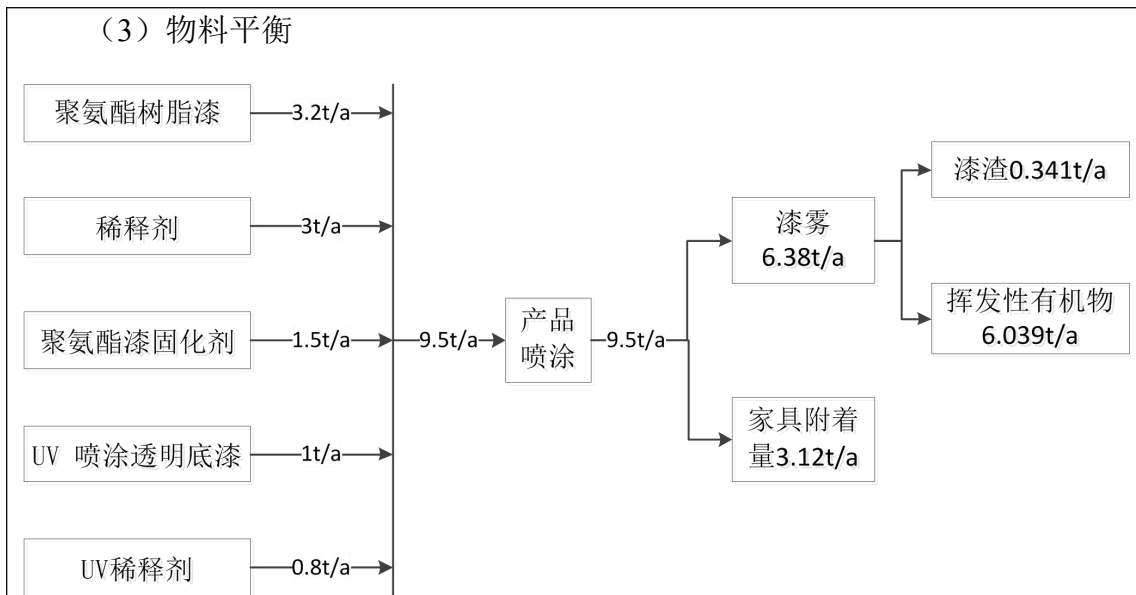 （3）物料平衡
聚氨酯树脂漆
3.2t/a
稀释剂
3t/a
聚氨酯漆固化剂
1.5t/a
UV 喷涂透明底漆
1t/a
UV稀释剂
0.8t/a
9.5t/a
产品
喷涂
9.5t/a
漆雾
6.38t/a
家具附着
量3.12t/a
漆渣0.341t/a
挥发性有机物
6.039t/a